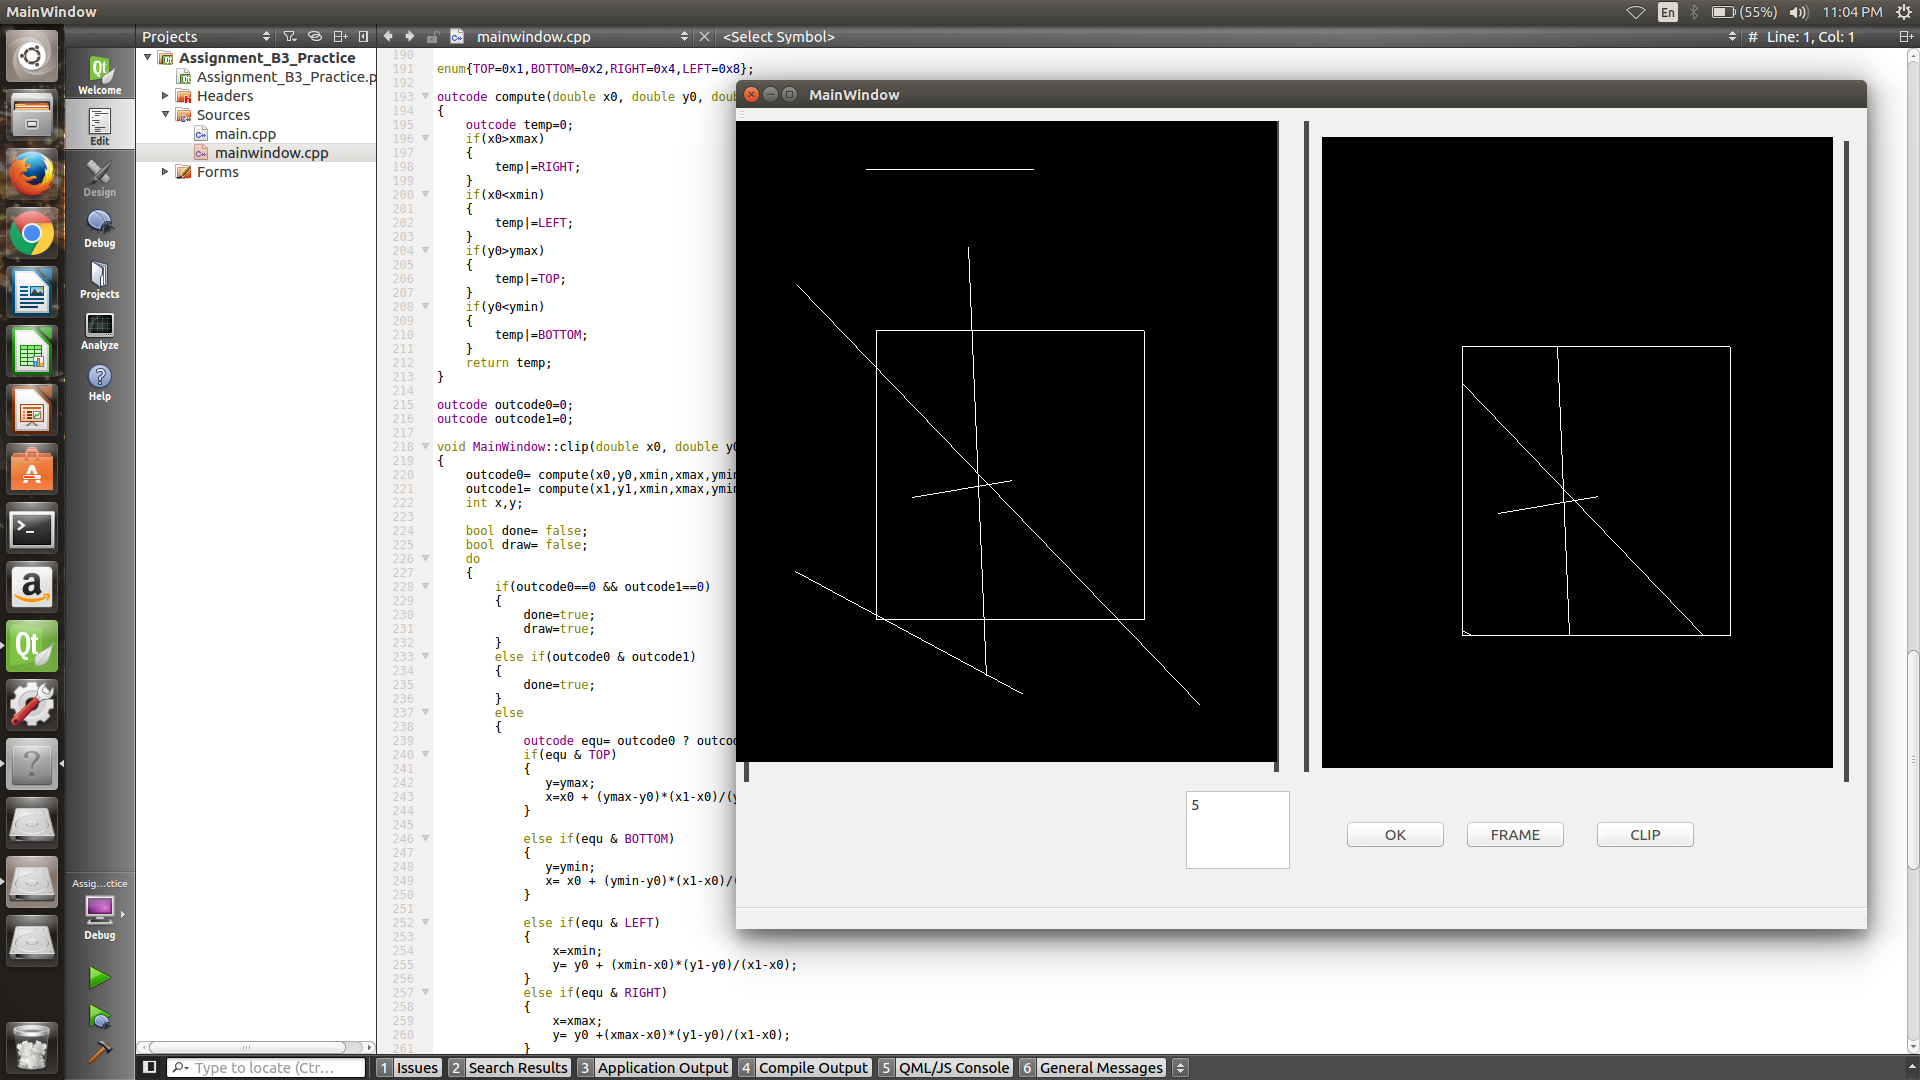 MainWindow
En
(55%)
11:04 PM
Projects
mainwindow.cpp
<Select Symbol>
# Line: 1, Col: 1
Welcome
Edit
Design
Debug
Projects
Analyze
Help
Assignment_B3_Practice
Assignment_B3_Practice.p
Headers
Sources
main.cpp
mainwindow.cpp
Forms
190
191 enum{TOP=0x1,BOTTOM=0x2,RIGHT=0x4,LEFT=0x8};
192
193 outcode compute(double x0, double y0, dou
194 {
195 outcode temp=0;
196 if(x0>xmax)
197 {
198 temp|=RIGHT;
199 }
200 if(x0<xmin)
201 {
202 temp|=LEFT;
203 }
204 if(y0>ymax)
205 {
206 temp|=TOP;
207 }
208 if(y0<ymin)
209 {
210 temp|=BOTTOM;
211 }
212 return temp;
213 }
214
215 outcode outcode0=0;
216 outcode outcode1=0;
217
218 void MainWindow::clip(double x0, double y0
219 {
220 outcode0= compute(x0,y0,xmin,xmax,ymin
221 outcode1= compute(x1,y1,xmin,xmax,ymin
222 int x,y;
223
224 bool done= false;
225 bool draw= false;
226 do
227 {
228 if(outcode0==0 && outcode1==0)
229 {
230 done=true;
231 draw=true;
232 }
233 else if(outcode0 & outcode1)
234 {
235 done=true;
236 }
237 else
238 {
239 outcode equ= outcode0 ? outcod
240 if(equ & TOP)
241 {
242 y=ymax;
243 x=x0 + (ymax-y0)*(x1-x0)/(y
244 }
245
246 else if(equ & BOTTOM)
247 {
248 y=ymin;
249 x= x0 + (ymin-y0)*(x1-x0)/(
250 }
251
252 else if(equ & LEFT)
253 {
254 x=xmin;
255 y= y0 + (xmin-x0)*(y1-y0)/(x1-x0);
256 }
257 else if(equ & RIGHT)
258 {
259 x=xmax;
260 y= y0 +(xmax-x0)*(y1-y0)/(x1-x0);
261 }
MainWindow
5
OK
FRAME
CLIP
Assig...ctice
Debug
Type to locate (Ctr...
1 Issues
2 Search Results
3 Application Output
4 Compile Output
5 QML/JS Console
6 General Messages